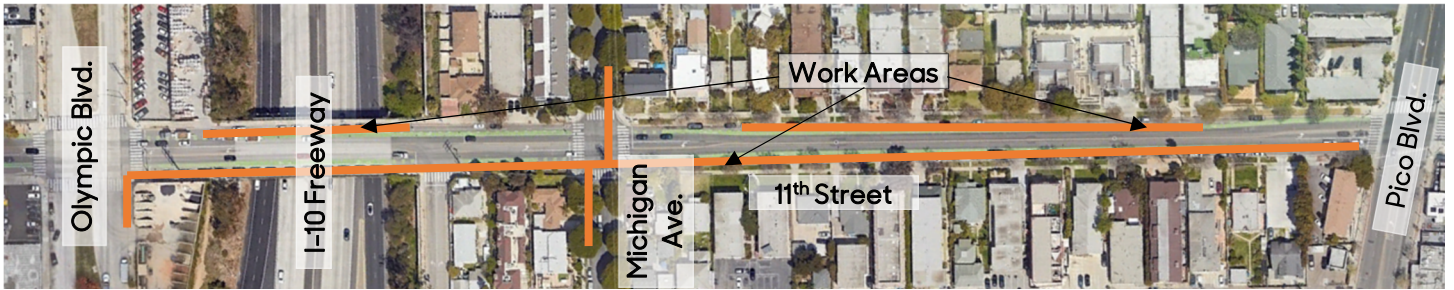 Olympic Blvd.
I-10 Freeway
Work Areas
Michigan
Ave.
11th Street
Pico Blvd.